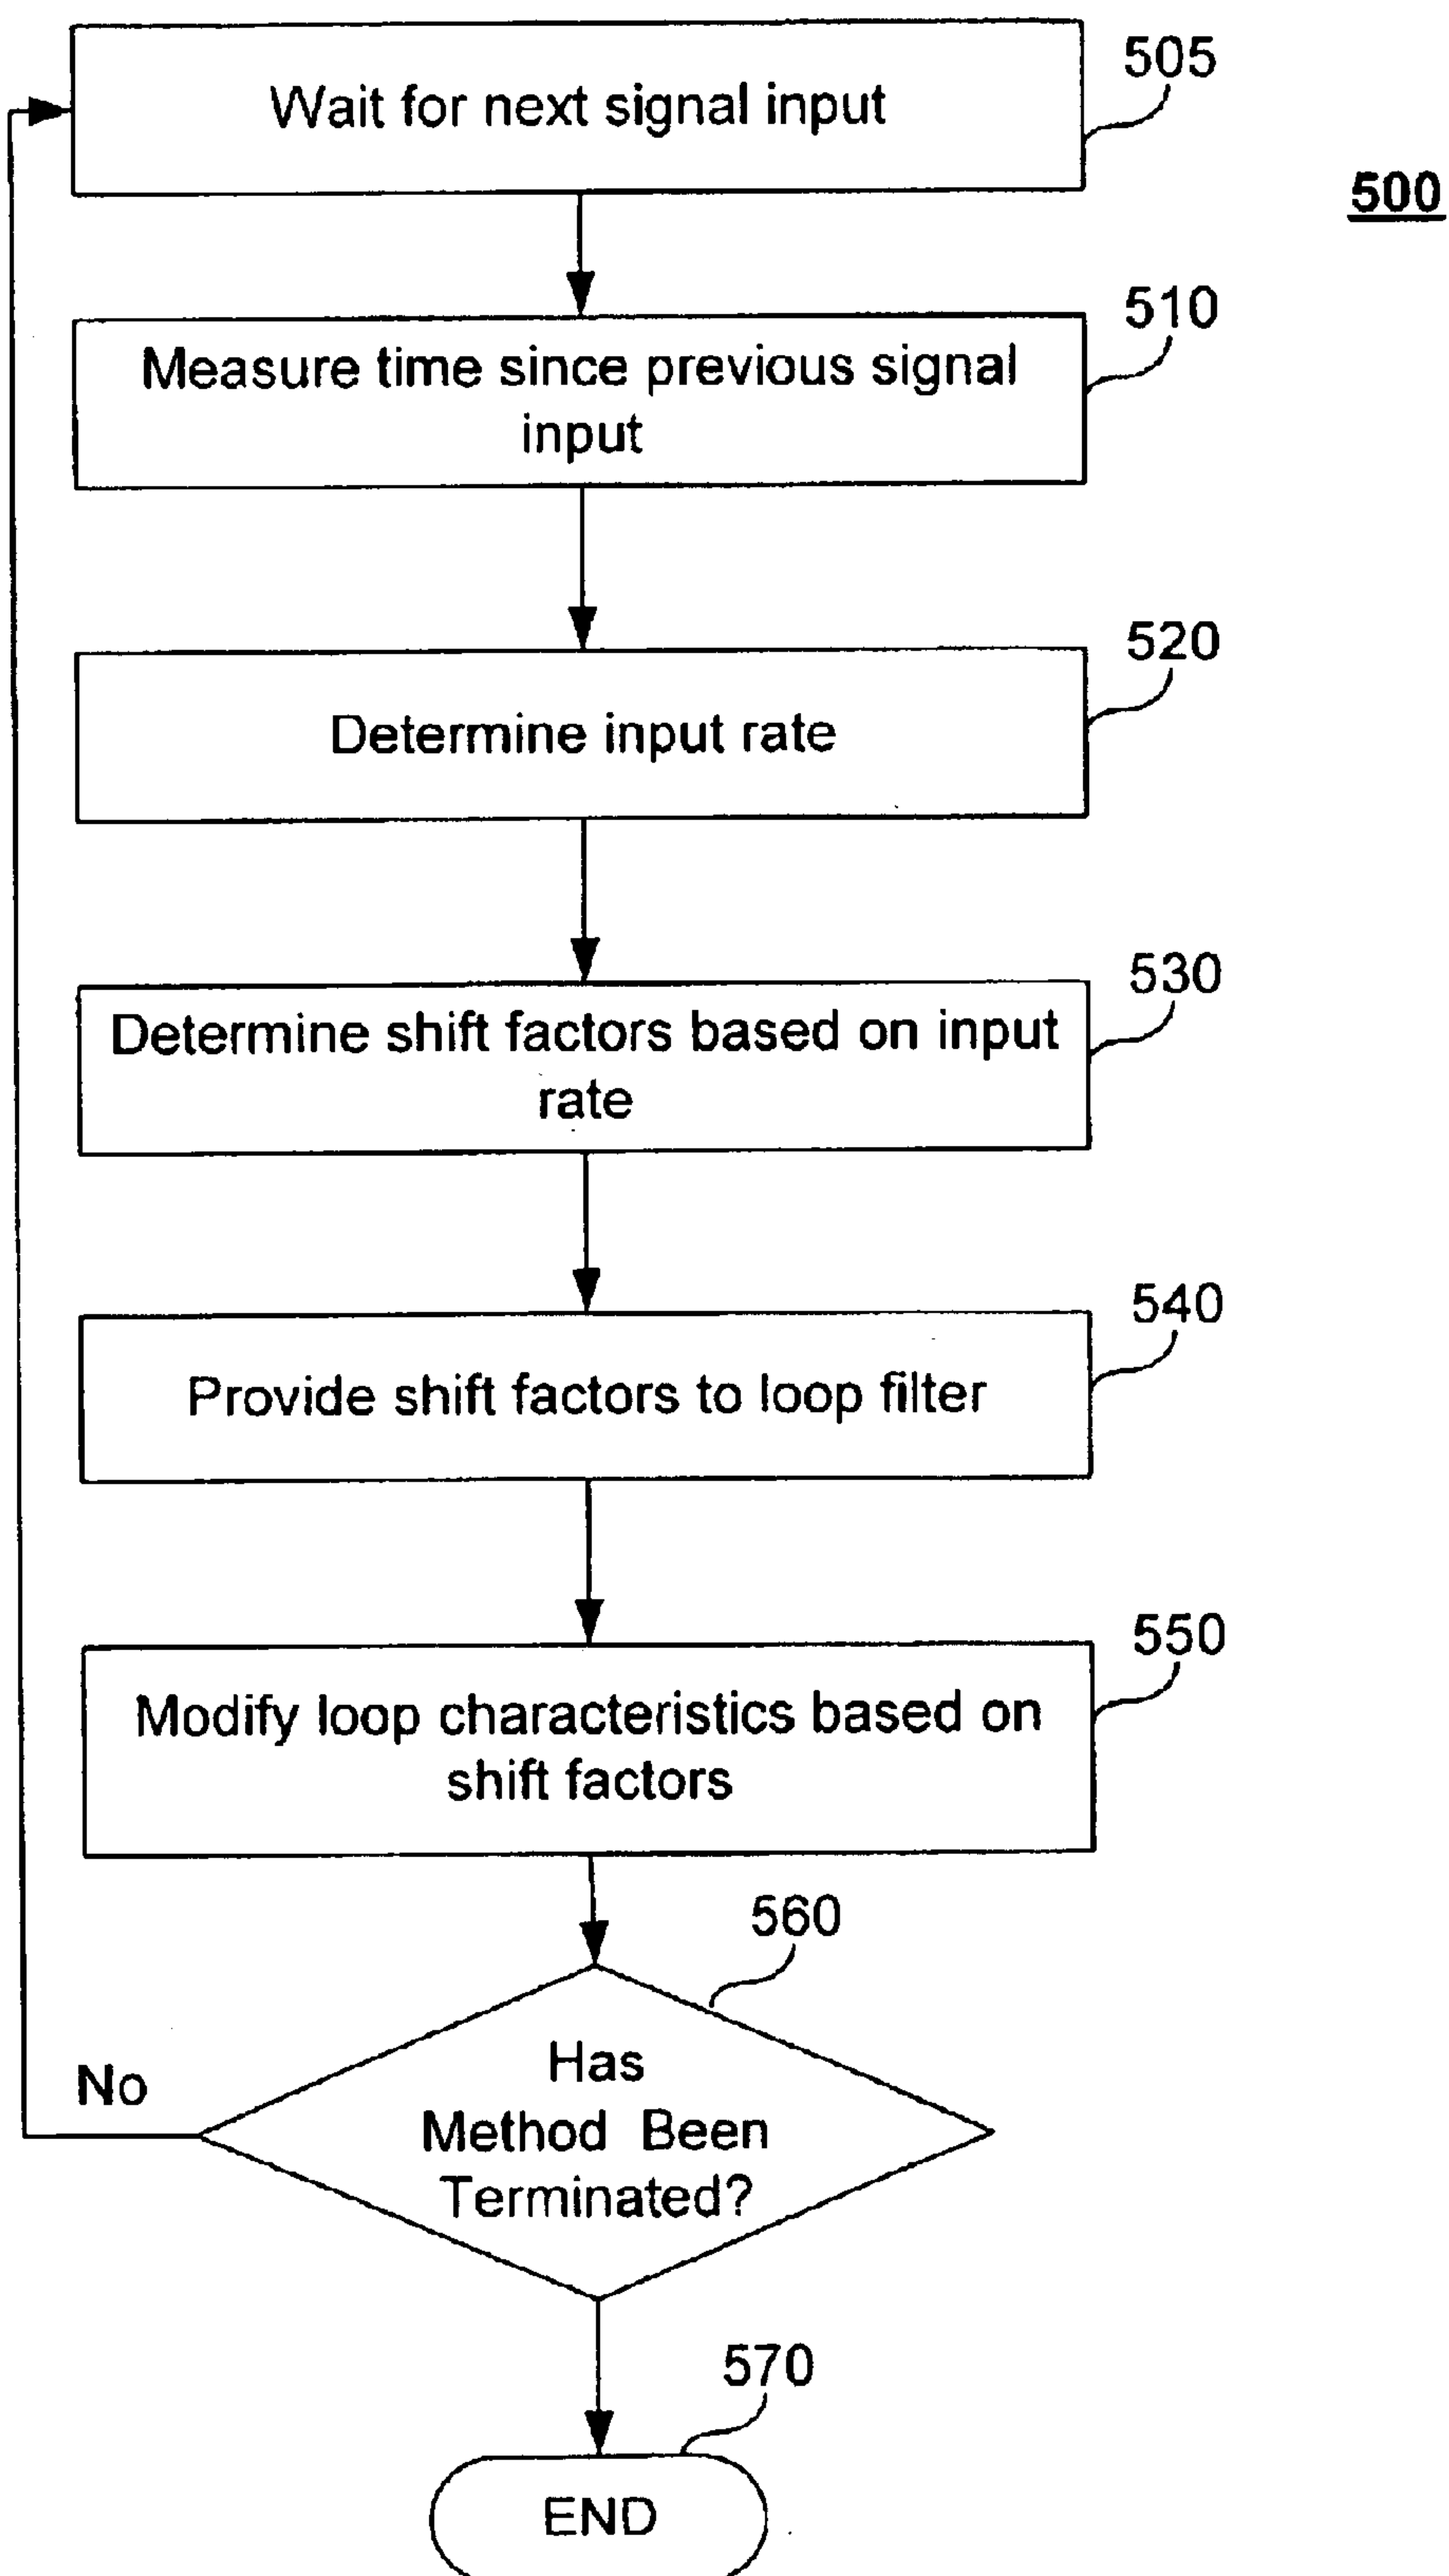 Wait for next signal input
505
500
Measure time since previous signal
input
510
Determine input rate
520
Determine shift factors based on input
rate
530
Provide shift factors to loop filter
540
Modify loop characteristics based on
shift factors
550
560
Has
Method Been
Terminated?
No
570
END